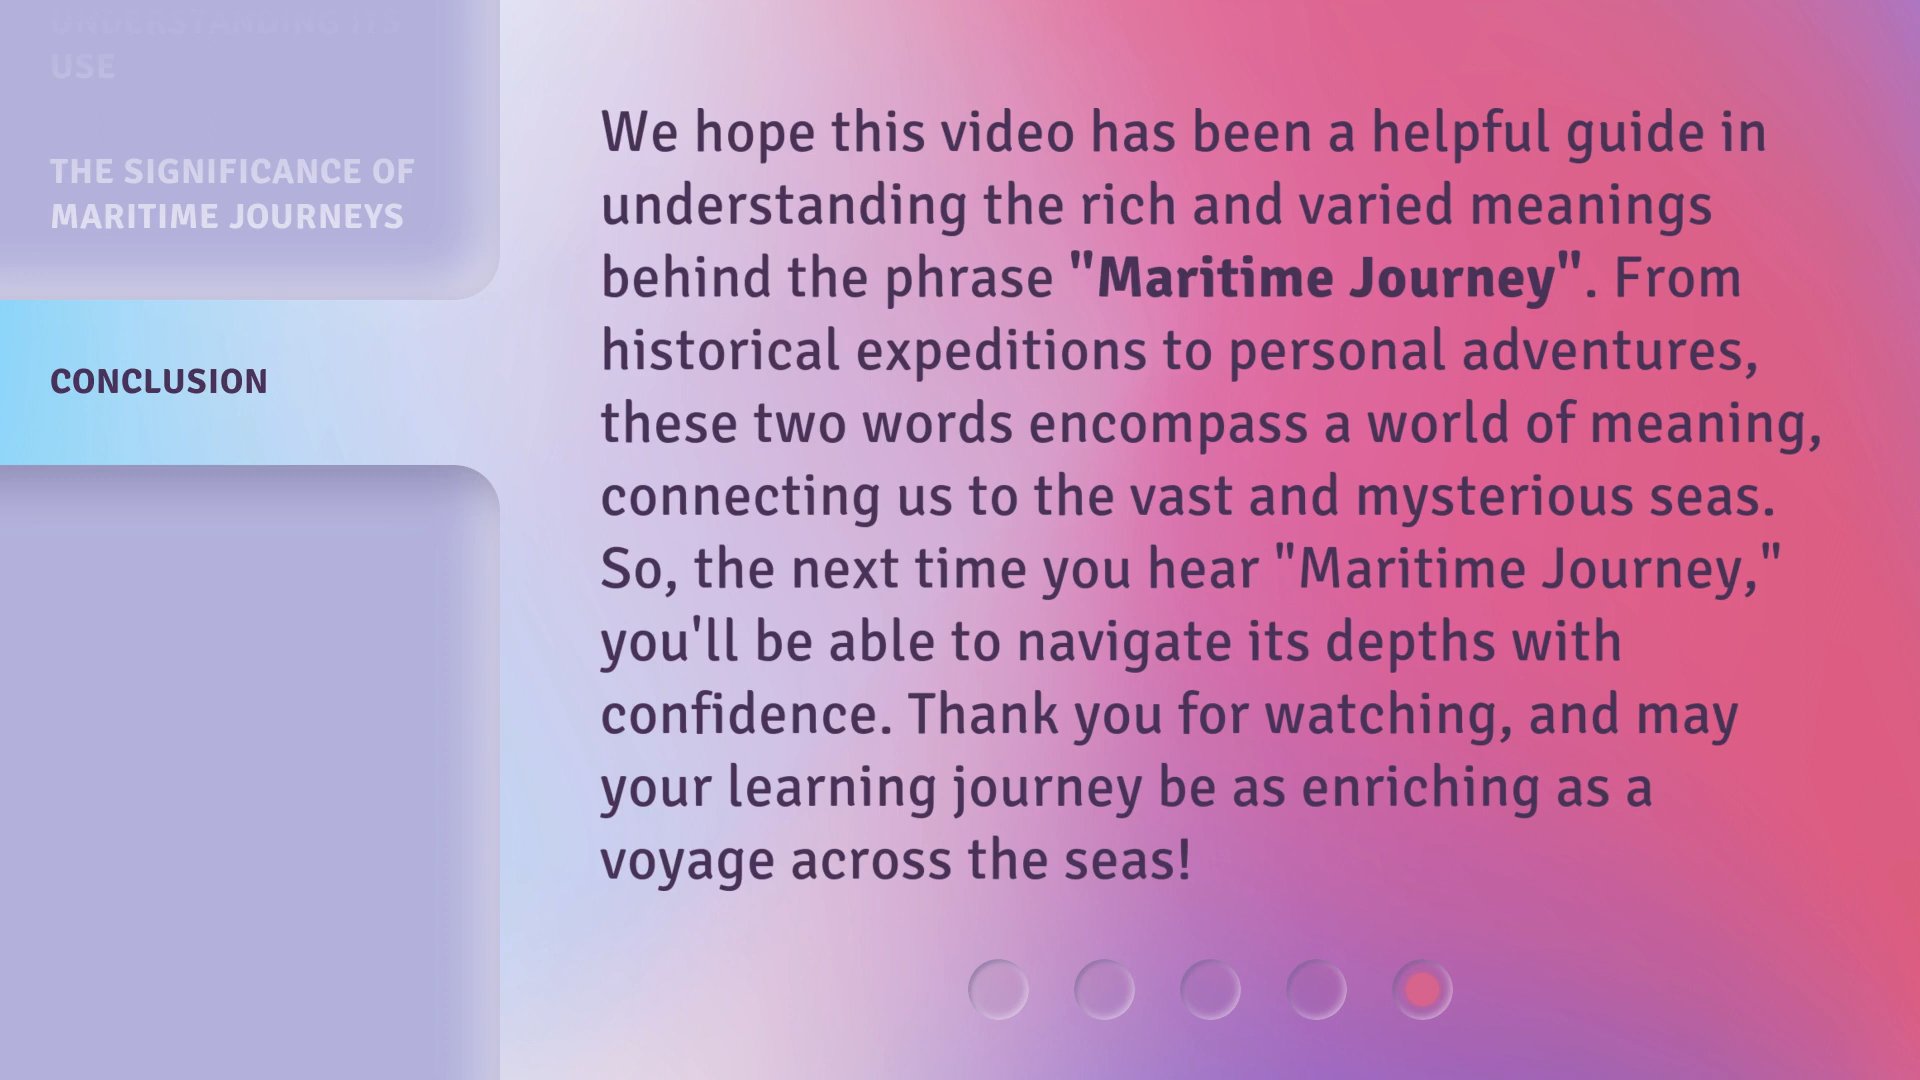 UNDERSTANDING ITS
USE
THE SIGNIFICANCE OF
MARITIME JOURNEYS
CONCLUSION
We hope this video has been a helpful guide in
understanding the rich and varied meanings
behind the phrase "Maritime Journey". From
historical expeditions to personal adventures,
these two words encompass a world of meaning,
connecting us to the vast and mysterious seas.
So, the next time you hear "Maritime Journey,"
you'll be able to navigate its depths with
confidence. Thank you for watching, and may
your learning journey be as enriching as a
voyage across the seas!